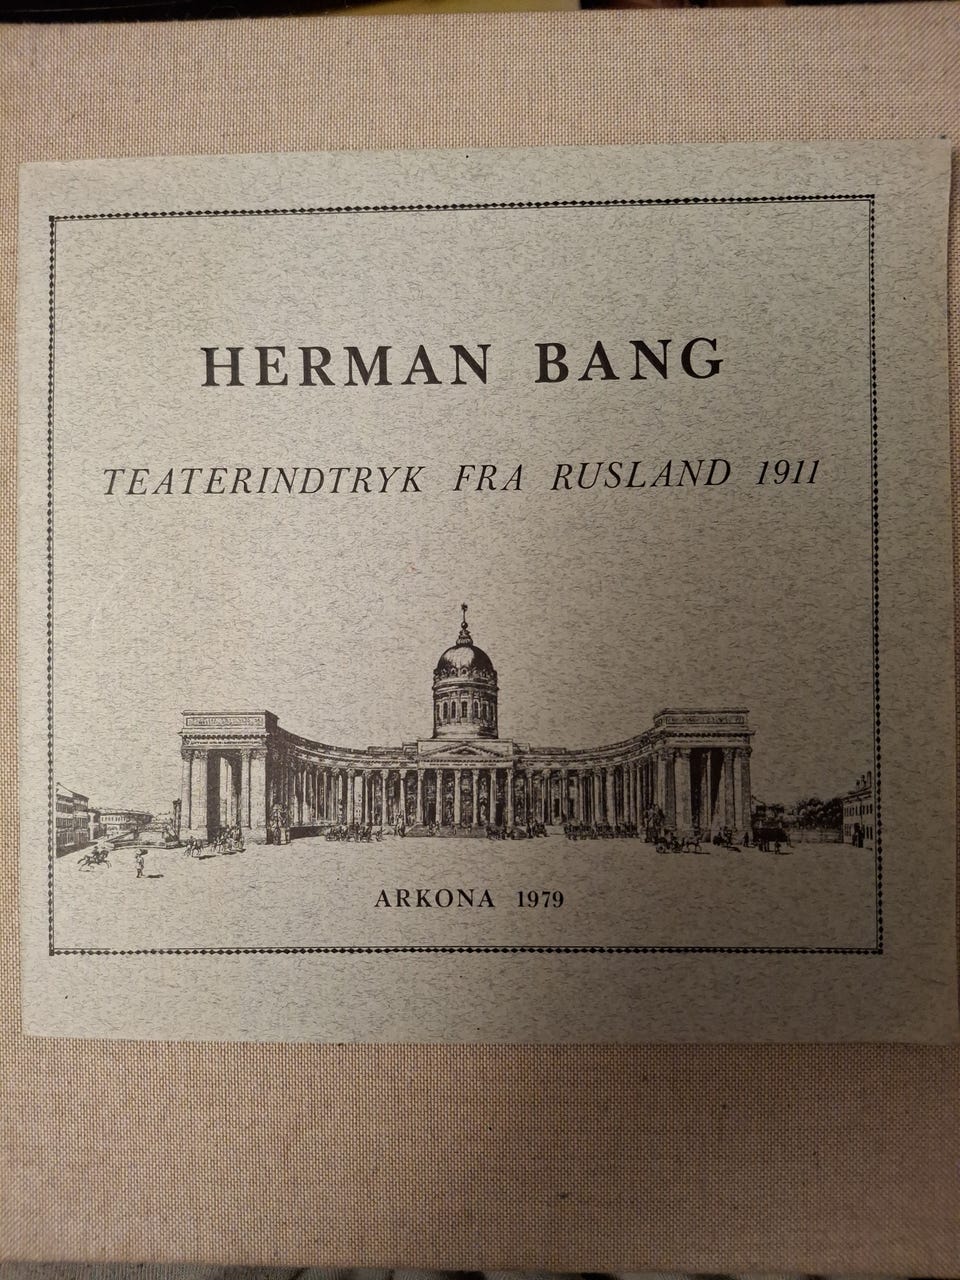 HERMAN BANG
TEATERINDTRYK FRA RUSLAND 1911
ARKONA 1979